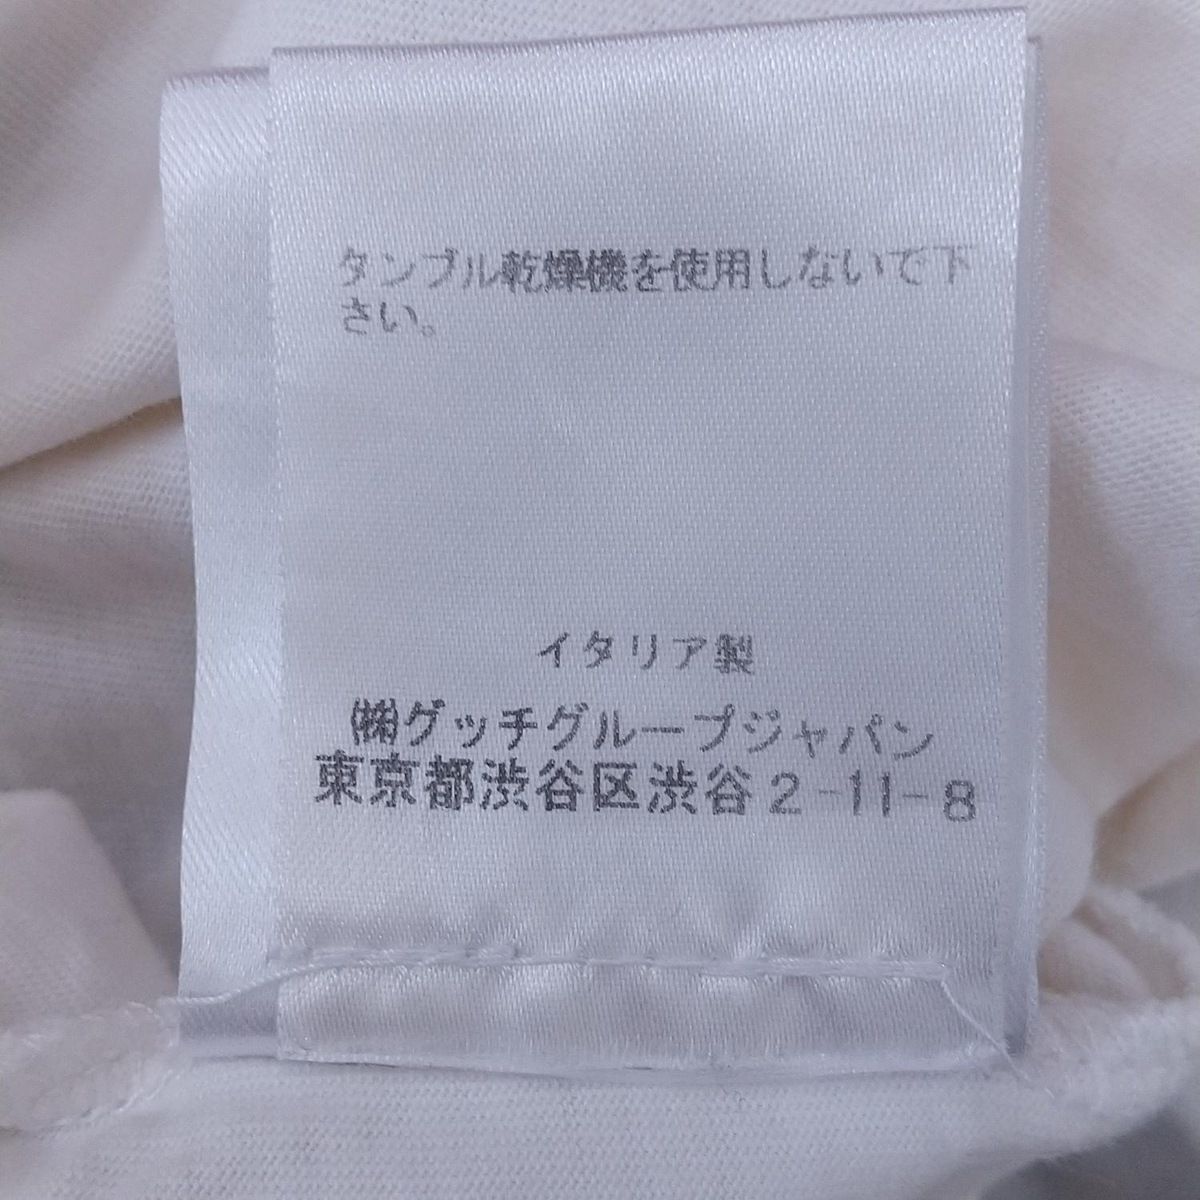 タンブル乾燥機を使用しないで下
さい。
イタリア製
㈱グッチグループジャパン
東京都渋谷区渋谷2-11-8